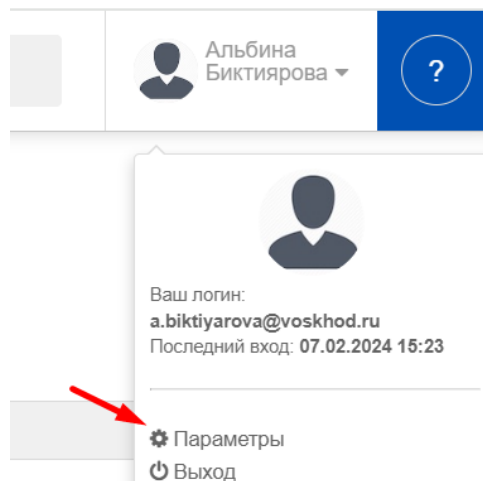 Альбина
Биктиярова
?
Ваш логин:
a.biktiyarova@voskhod.ru
Последний вход: 07.02.2024 15:23
Параметры
Выход